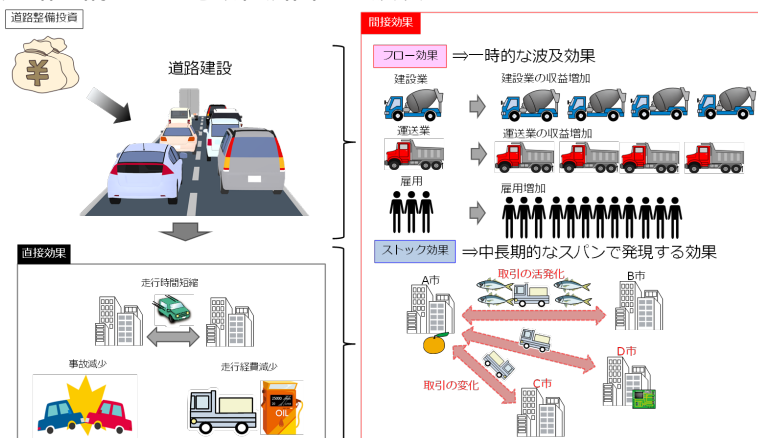 道路整備投資
道路建設
直接効果
走行時間短縮
事故減少
走行経費減少
OIL
間接効果
フロー効果 ⇒一時的な波及効果
建設業
建設業の収益増加
運送業
運送業の収益増加
雇用
雇用増加
ストック効果 ⇒中長期的なスパンで発現する効果
取引の活発化
A市
B市
D市
取引の変化
C市